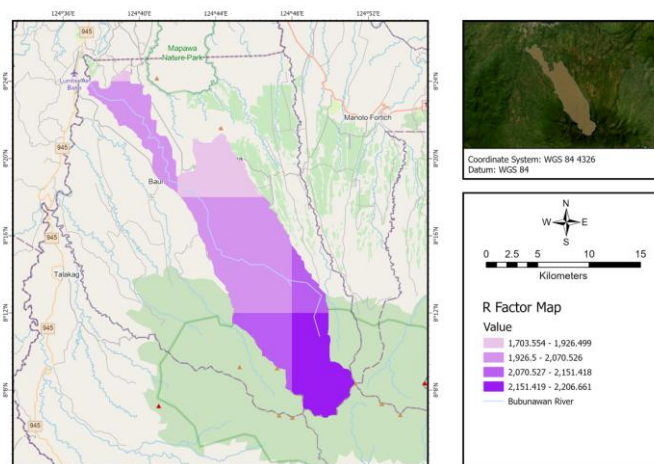 124°36'E 124°40'E 124°44'E 124°48'E 124°52'E
945
Mapawa
Nature Park
8°24'N
Manolo Fortich
8°20'N
8°16'N
945
Talakag
8°12'N
945
Coordinate System: WGS 84 4326
Datum: WGS 84
N
W E
S
0 2.5 5 10 15
Kilometers
R Factor Map
Value
1,703.554 - 1,926.499
1,926.5 - 2,070.526
2,070.527 - 2,151.418
2,151.419 - 2,206.661
Bubunawan River